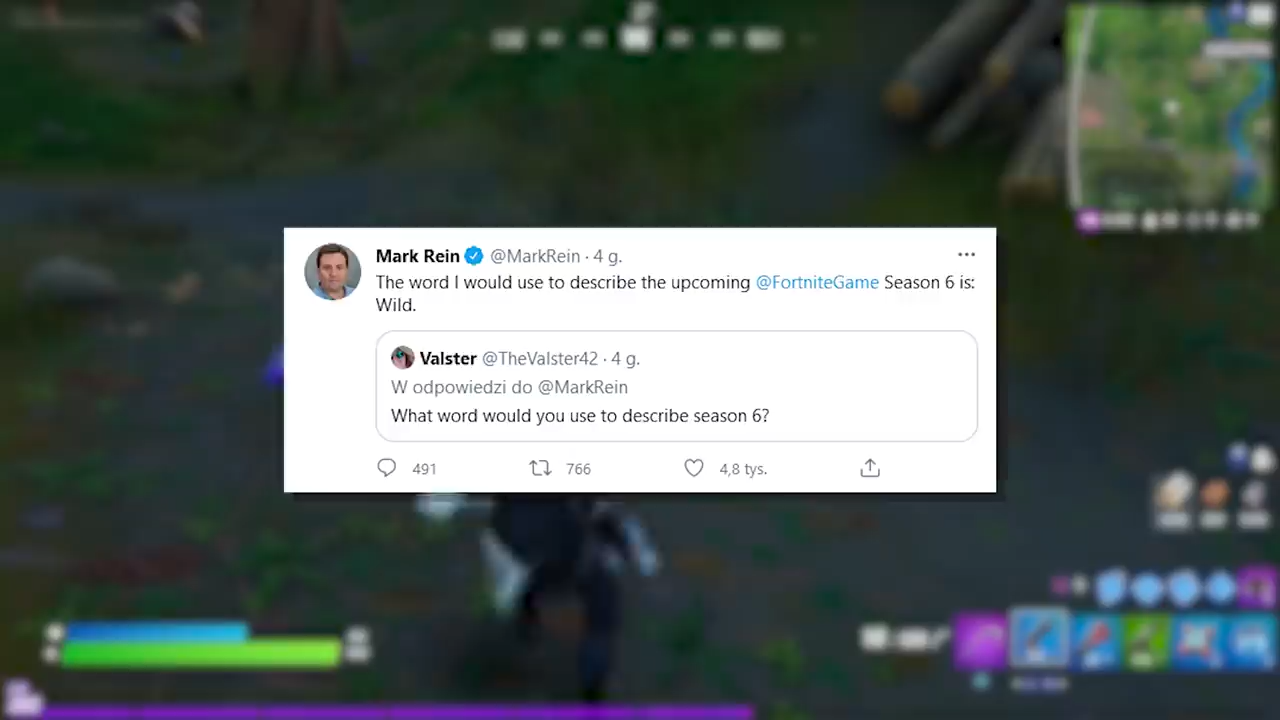 Mark Rein @MarkRein · 4 g.
The word I would use to describe the upcoming @FortniteGame Season 6 is:
Wild.
Valster @TheValster42 · 4 g.
W odpowiedzi do @MarkRein
What word would you use to describe season 6?
491 766 4,8 tys.